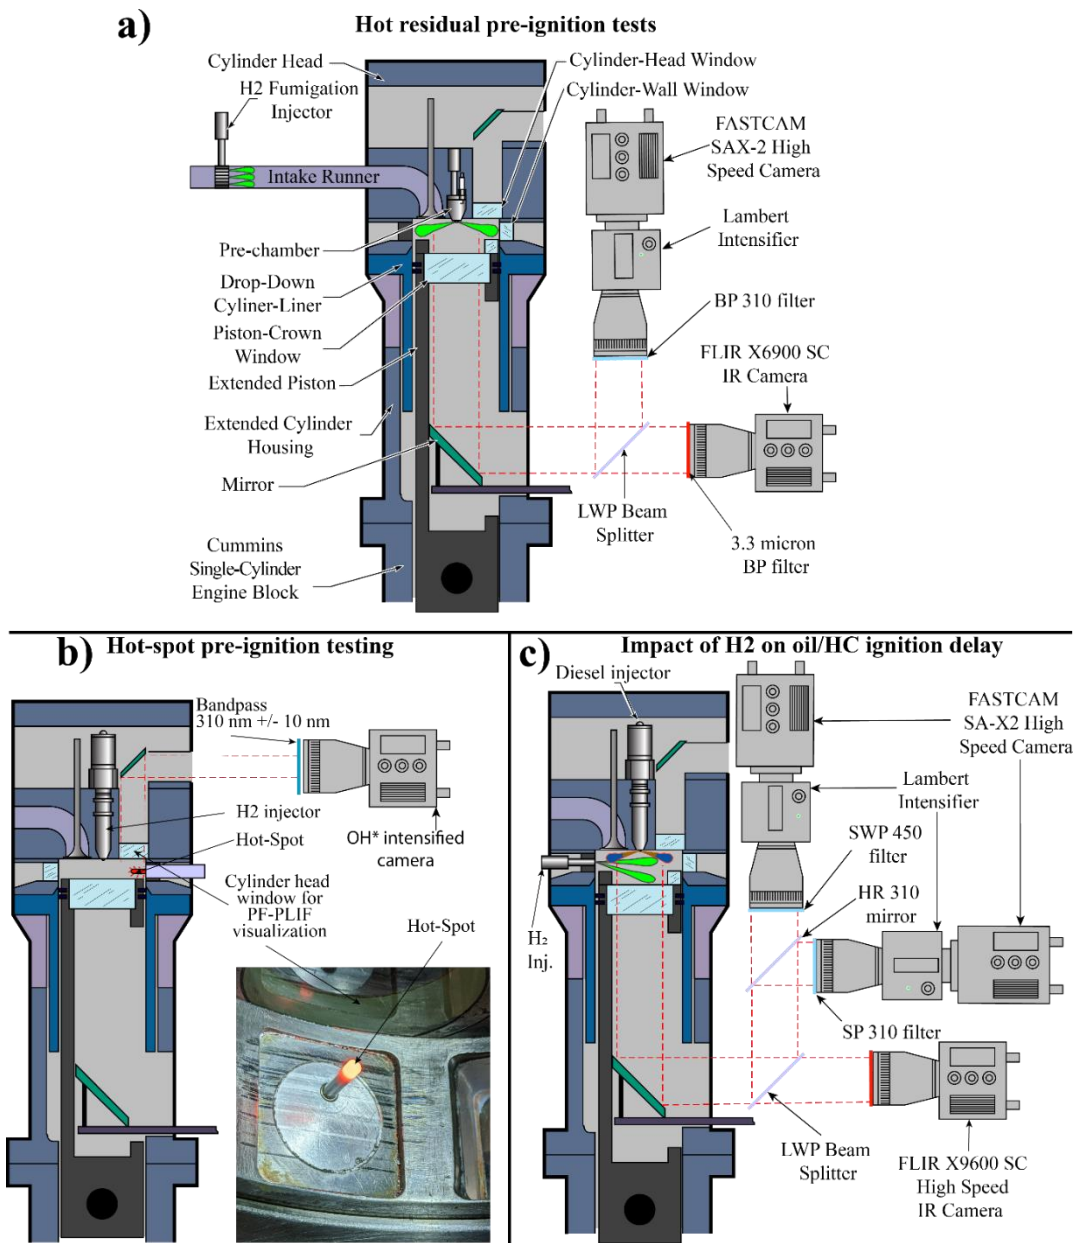 a)
Hot residual pre-ignition tests
Cylinder Head
H2 Fumigation
Injector
Intake Runner
Cylinder-Head Window
Cylinder-Wall Window
FASTCAM
SAX-2 High
Speed Camera
Lambert
Intensifier
Pre-chamber
Drop-Down
Cyliner-Liner
Piston-Crown
Window
Extended Piston
Extended Cylinder
Housing
Mirror
Cummins
Single-Cylinder
Engine Block
BP 310 filter
FLIR X6900 SC
IR Camera
LWP Beam
Splitter
3.3 micron
BP filter
b)
Hot-spot pre-ignition testing
Bandpass
310 nm +/- 10 nm
H2 injector
Hot-Spot
OH* intensified
camera
Cylinder head
window for
PF-PLIF
visualization
Hot-Spot
c)
Impact of H2 on oil/HC ignition delay
Diesel injector
FASTCAM
SA-X2 High
Speed Camera
Lambert
Intensifier
SWP 450
filter
HR 310
mirror
H₂
Inj.
SP 310 filter
LWP Beam
Splitter
FLIR X9600 SC
High Speed
IR Camera